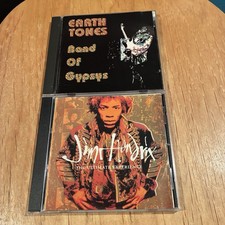 EARTH
TONES
Band
Of
Gypsys
Jimi Hendrix
THE ULTIMATE EXPERIENCE